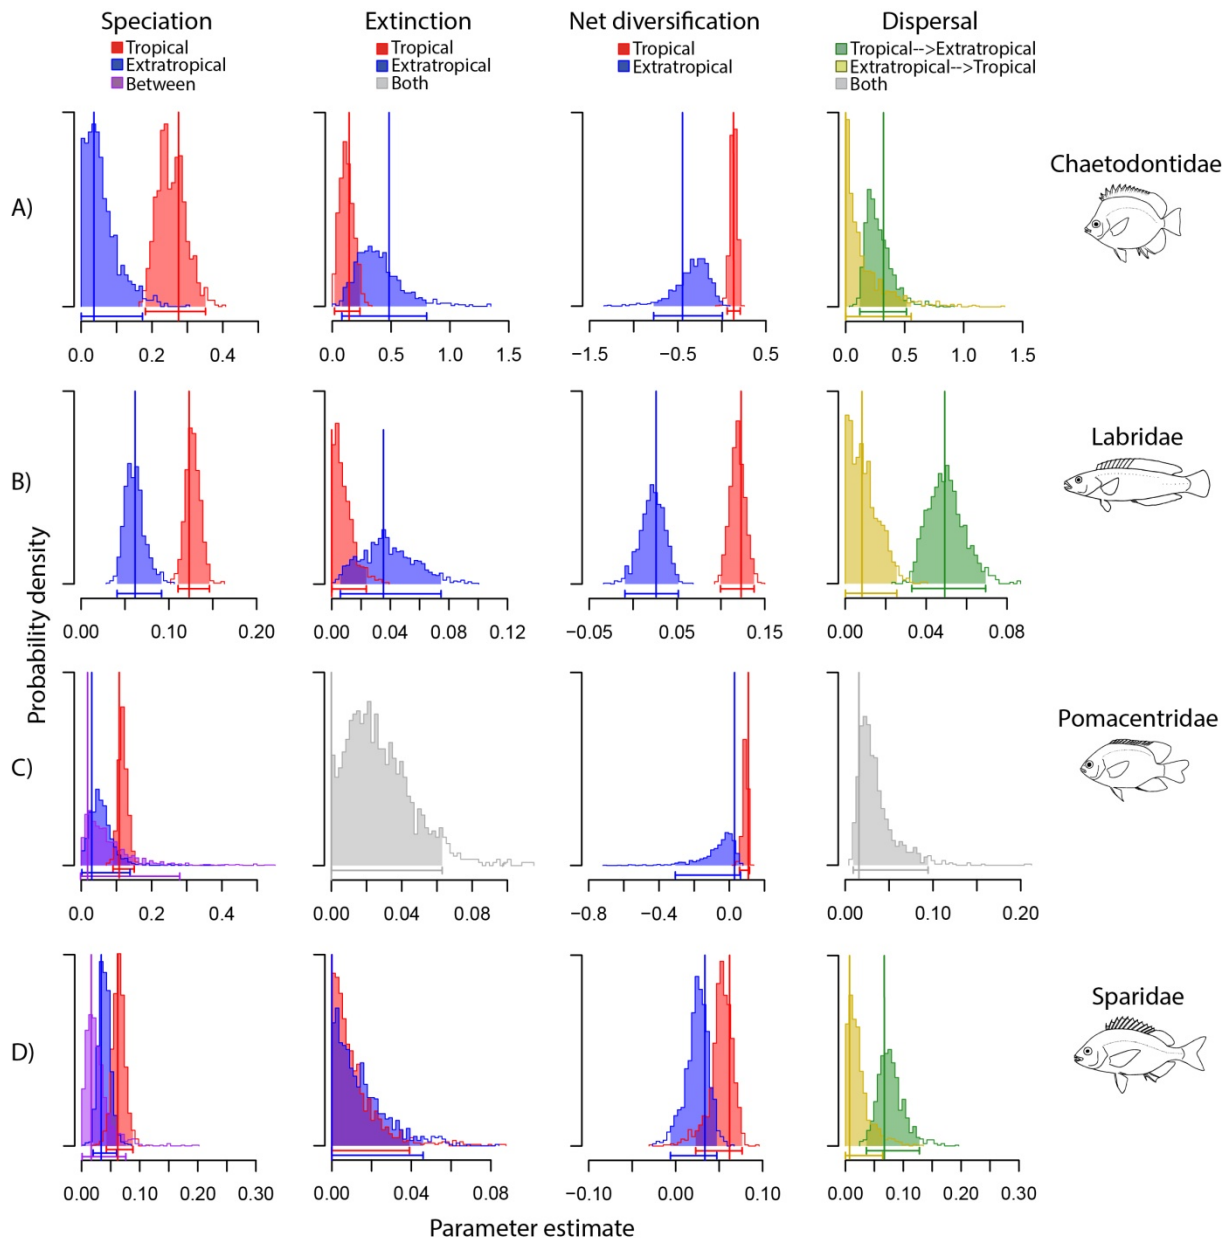 Speciation
Tropical
Extratropical
Between
Extinction
Tropical
Extratropical
Both
Net diversification
Tropical
Extratropical
Dispersal
Tropical-->Extratropical
Extratropical-->Tropical
Both
Probability density
A)
0.0 0.2 0.4
0.0 0.5 1.5
−1.5 −0.5 0.5
0.0 0.5 1.0 1.5
Chaetodontidae
B)
0.00 0.10 0.20
0.00 0.04 0.08 0.12
−0.05 0.05 0.15
0.00 0.04 0.08
Labridae
C)
0.0 0.2 0.4
0.00 0.04 0.08
−0.8 −0.4 0.0
0.00 0.10 0.20
Pomacentridae
D)
0.00 0.10 0.20 0.30
0.00 0.04 0.08
−0.10 0.00 0.10
0.00 0.10 0.20 0.30
Sparidae
Parameter estimate